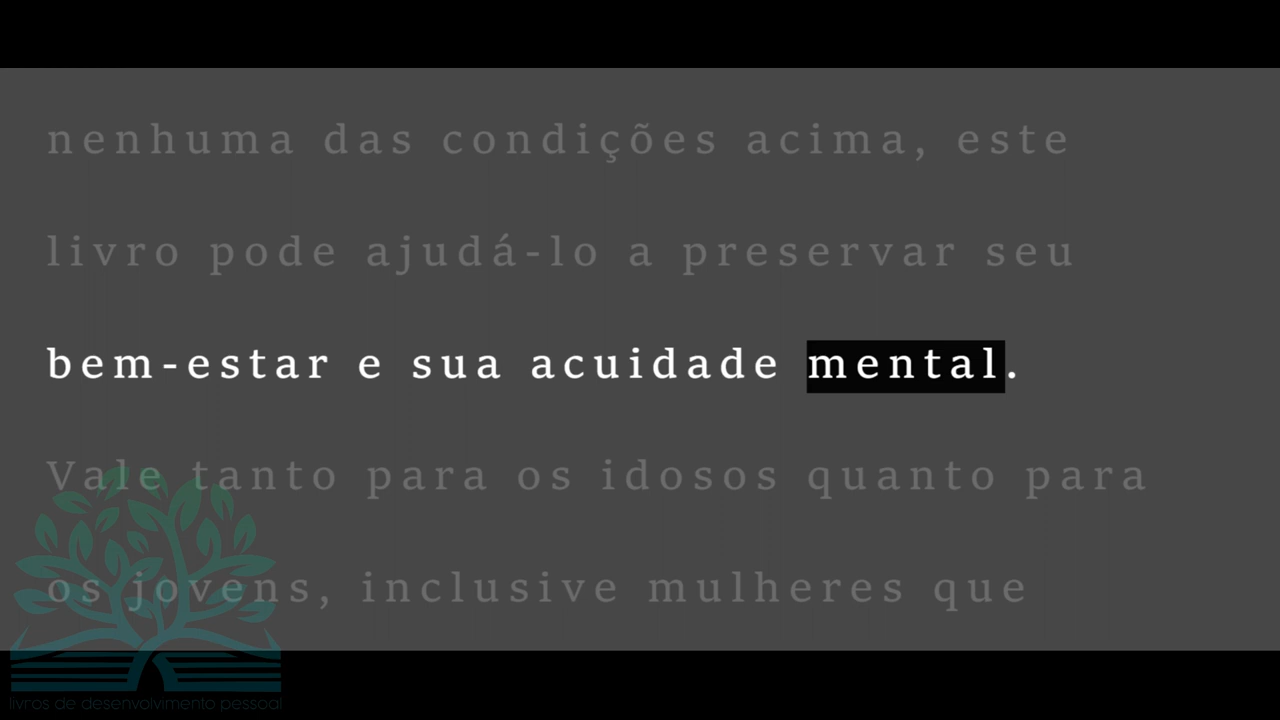 nenhuma das condições acima, este
livro pode ajudá-lo a preservar seu
bem-estar e sua acuidade mental.
Vale tanto para os idosos quanto para
os jovens, inclusive mulheres que
livros de desenvolvimento pessoal